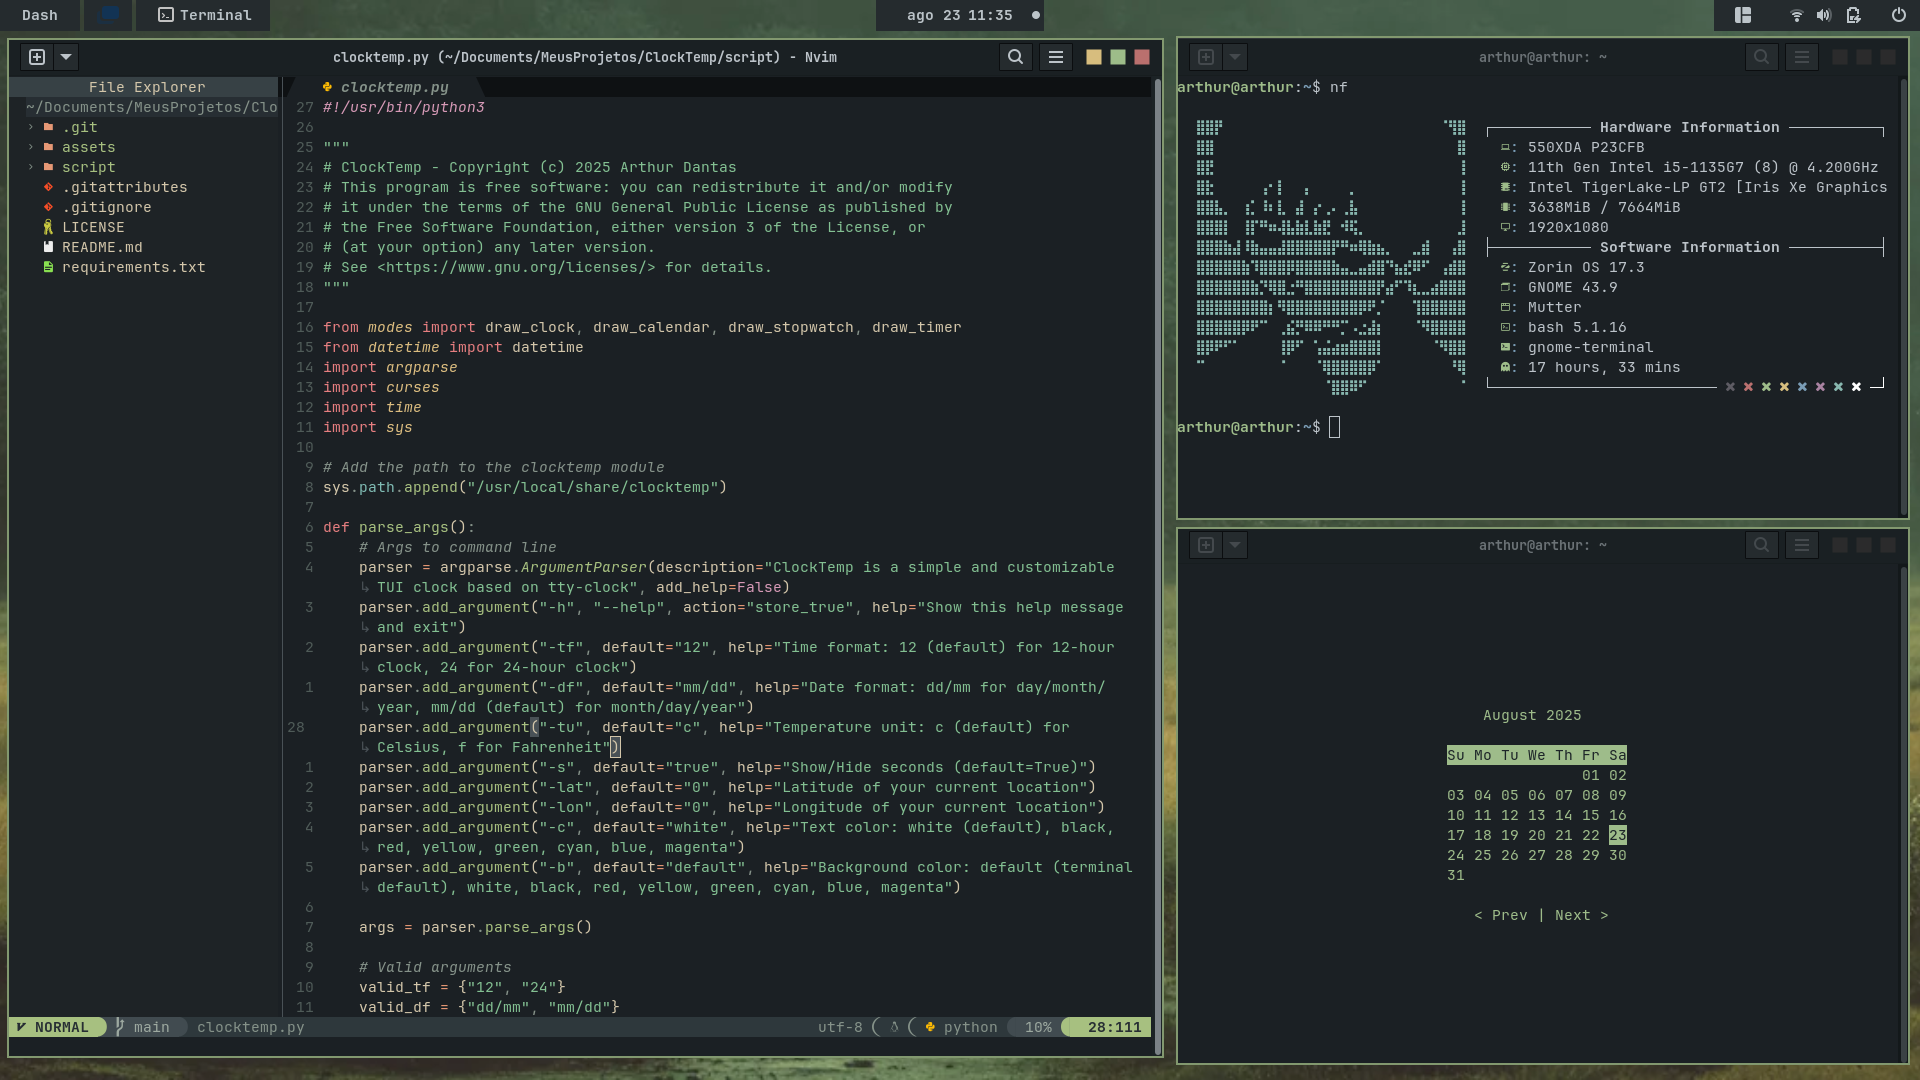 Dash
Terminal
ago 23 11:35
clocktemp.py (~/Documents/MeusProjetos/ClockTemp/script) - Nvim
File Explorer
~/Documents/MeusProjetos/Clo
› .git
› assets
› script
.gitattributes
.gitignore
LICENSE
README.md
requirements.txt
clocktemp.py
27 #!/usr/bin/python3
26
25 """
24 # ClockTemp - Copyright (c) 2025 Arthur Dantas
23 # This program is free software: you can redistribute it and/or modify
22 # it under the terms of the GNU General Public License as published by
21 # the Free Software Foundation, either version 3 of the License, or
20 # (at your option) any later version.
19 # See <https://www.gnu.org/licenses/> for details.
18 """
17
16 from modes import draw_clock, draw_calendar, draw_stopwatch, draw_timer
15 from datetime import datetime
14 import argparse
13 import curses
12 import time
11 import sys
10
9 # Add the path to the clocktemp module
8 sys.path.append("/usr/local/share/clocktemp")
7
6 def parse_args():
5     # Args to command line
4     parser = argparse.ArgumentParser(description="ClockTemp is a simple and customizable
↳ TUI clock based on tty-clock", add_help=False)
3     parser.add_argument("-h", "--help", action="store_true", help="Show this help message
↳ and exit")
2     parser.add_argument("-tf", default="12", help="Time format: 12 (default) for 12-hour
↳ clock, 24 for 24-hour clock")
1     parser.add_argument("-df", default="mm/dd", help="Date format: dd/mm for day/month/
↳ year, mm/dd (default) for month/day/year")
28     parser.add_argument("-tu", default="c", help="Temperature unit: c (default) for
↳ Celsius, f for Fahrenheit")
1     parser.add_argument("-s", default="true", help="Show/Hide seconds (default=True)")
2     parser.add_argument("-lat", default="0", help="Latitude of your current location")
3     parser.add_argument("-lon", default="0", help="Longitude of your current location")
4     parser.add_argument("-c", default="white", help="Text color: white (default), black,
↳ red, yellow, green, cyan, blue, magenta")
5     parser.add_argument("-b", default="default", help="Background color: default (terminal
↳ default), white, black, red, yellow, green, cyan, blue, magenta")
6
7     args = parser.parse_args()
8
9     # Valid arguments
10     valid_tf = {"12", "24"}
11     valid_df = {"dd/mm", "mm/dd"}
NORMAL main clocktemp.py utf-8 python 10% 28:111
arthur@arthur: ~
arthur@arthur:~$ nf
Hardware Information
: 550XDA P23CFB
: 11th Gen Intel i5-1135G7 (8) @ 4.200GHz
: Intel TigerLake-LP GT2 [Iris Xe Graphics
: 3638MiB / 7664MiB
: 1920x1080
Software Information
: Zorin OS 17.3
: GNOME 43.9
: Mutter
: bash 5.1.16
: gnome-terminal
: 17 hours, 33 mins
arthur@arthur:~$
arthur@arthur: ~
August 2025
Su Mo Tu We Th Fr Sa
01 02
03 04 05 06 07 08 09
10 11 12 13 14 15 16
17 18 19 20 21 22 23
24 25 26 27 28 29 30
31
< Prev | Next >